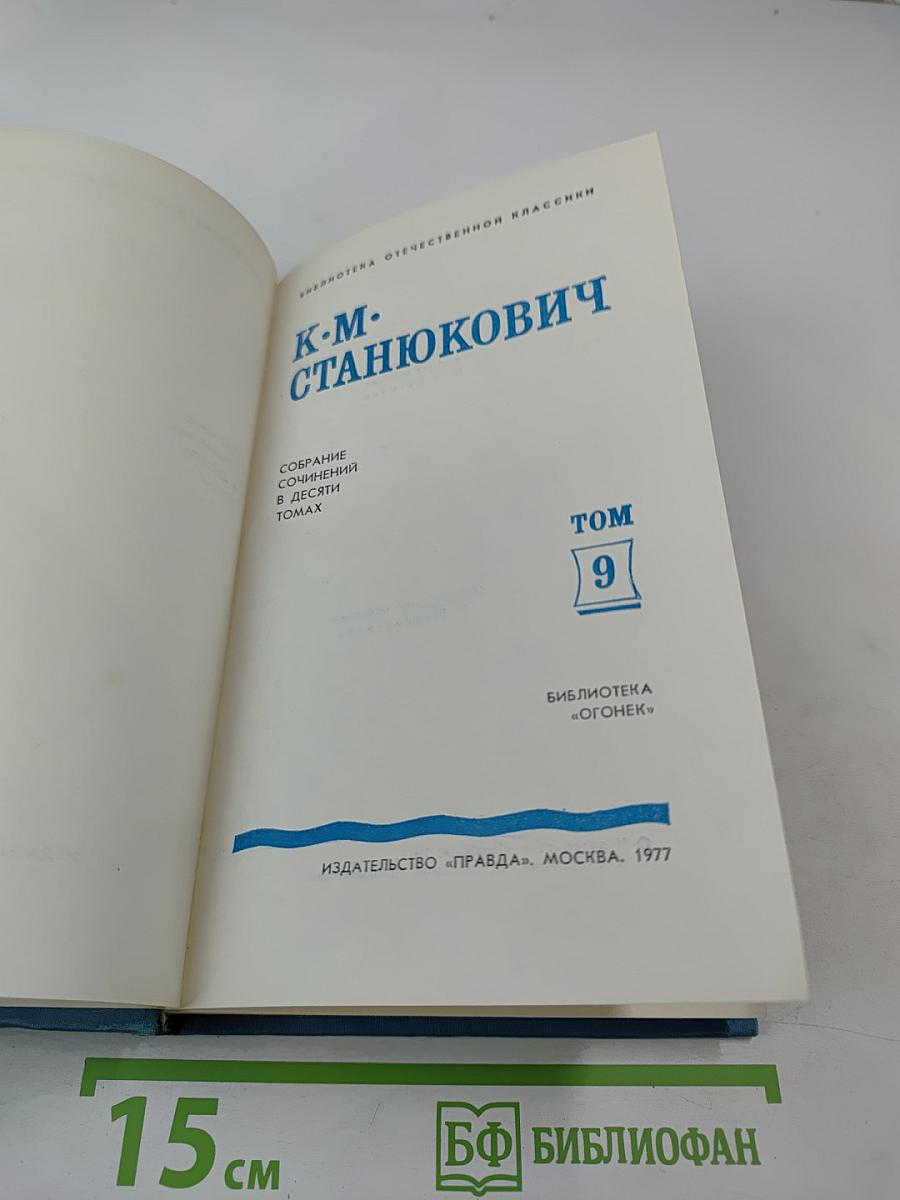 БИБЛИОТЕКА ОТЕЧЕСТВЕННОЙ КЛАССИКИ
К·М·
СТАНЮКОВИЧ
СОБРАНИЕ
СОЧИНЕНИЙ
В ДЕСЯТИ
ТОМАХ
ТОМ
9
БИБЛИОТЕКА
«ОГОНЕК»
ИЗДАТЕЛЬСТВО «ПРАВДА». МОСКВА. 1977
15 СМ
БФ БИБЛИОФАН